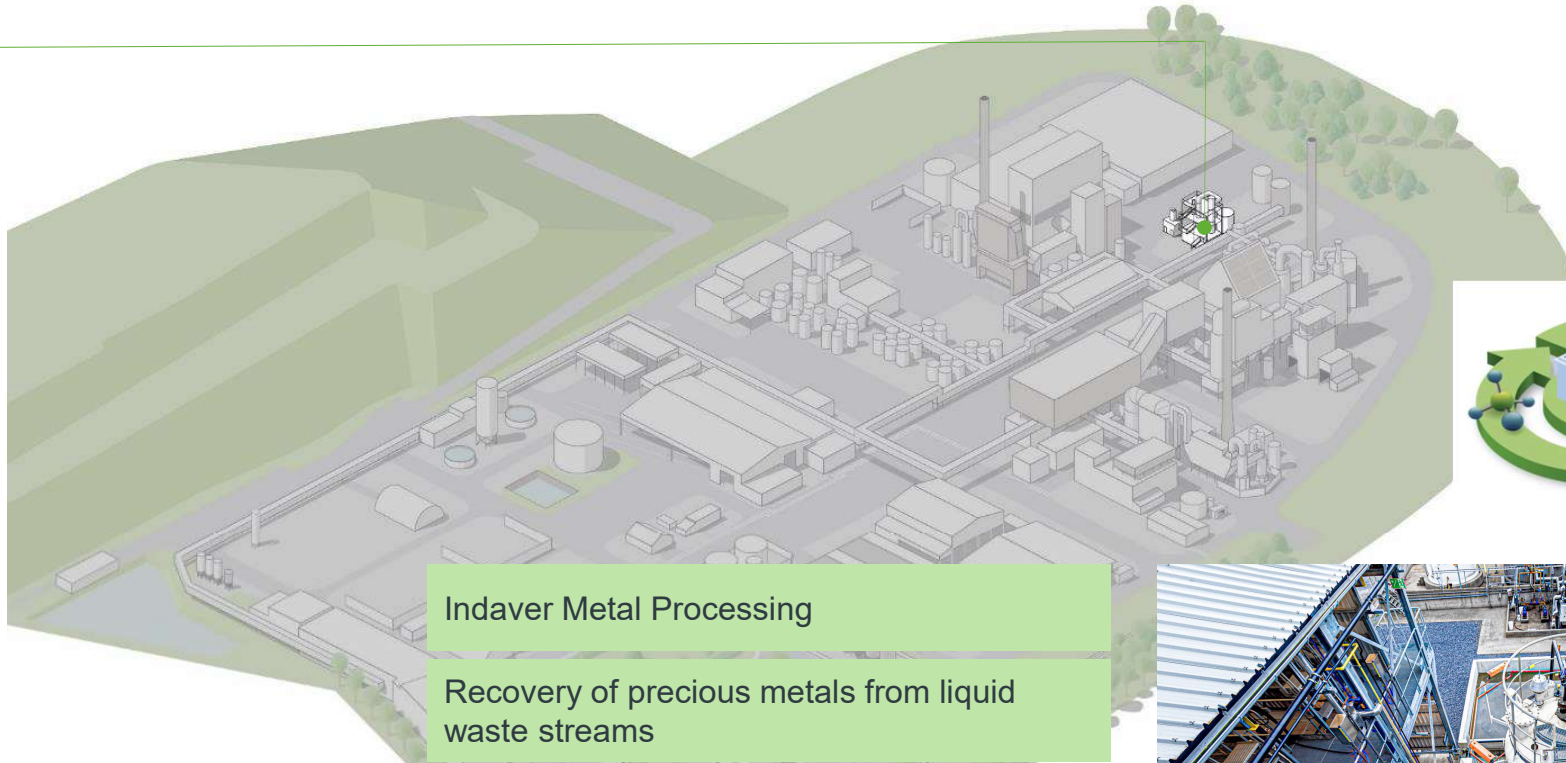 Indaver Metal Processing
Recovery of precious metals from liquid
waste streams